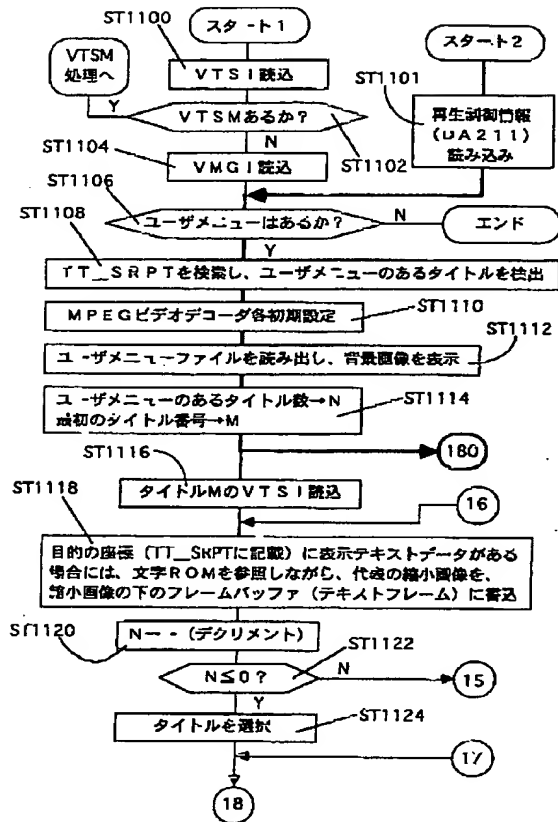 ST1100
スタート1
VTSM
処理へ
VTSI読込
スタート2
ST1101
Y
VTSMあるか?
再生制御情報
(DA211)
読み込み
N
ST1102
ST1104
VMGI読込
ST1106
ユーザメニューはあるか?
N
エンド
ST1108
Y
TT__SRPTを検索し、ユーザメニューのあるタイトルを検出
ST1110
MPEGビデオデコーダ各初期設定
ST1112
ユーザメニューファイルを読み出し、背景画像を表示
ユーザメニューのあるタイトル数→N
最初のタイトル番号→M
ST1114
180
ST1116
タイトルMのVTSI読込
16
ST1118
目的の座標(TT__SRPTに記載)に表示テキストデータがある
場合には、文字ROMを参照しながら、代表の縮小画像を、
縮小画像の下のフレームバッファ(テキストフレーム)に書込
ST1120
N--(デクリメント)
ST1122
N≦0?
N
15
Y
ST1124
タイトルを選択
17
18